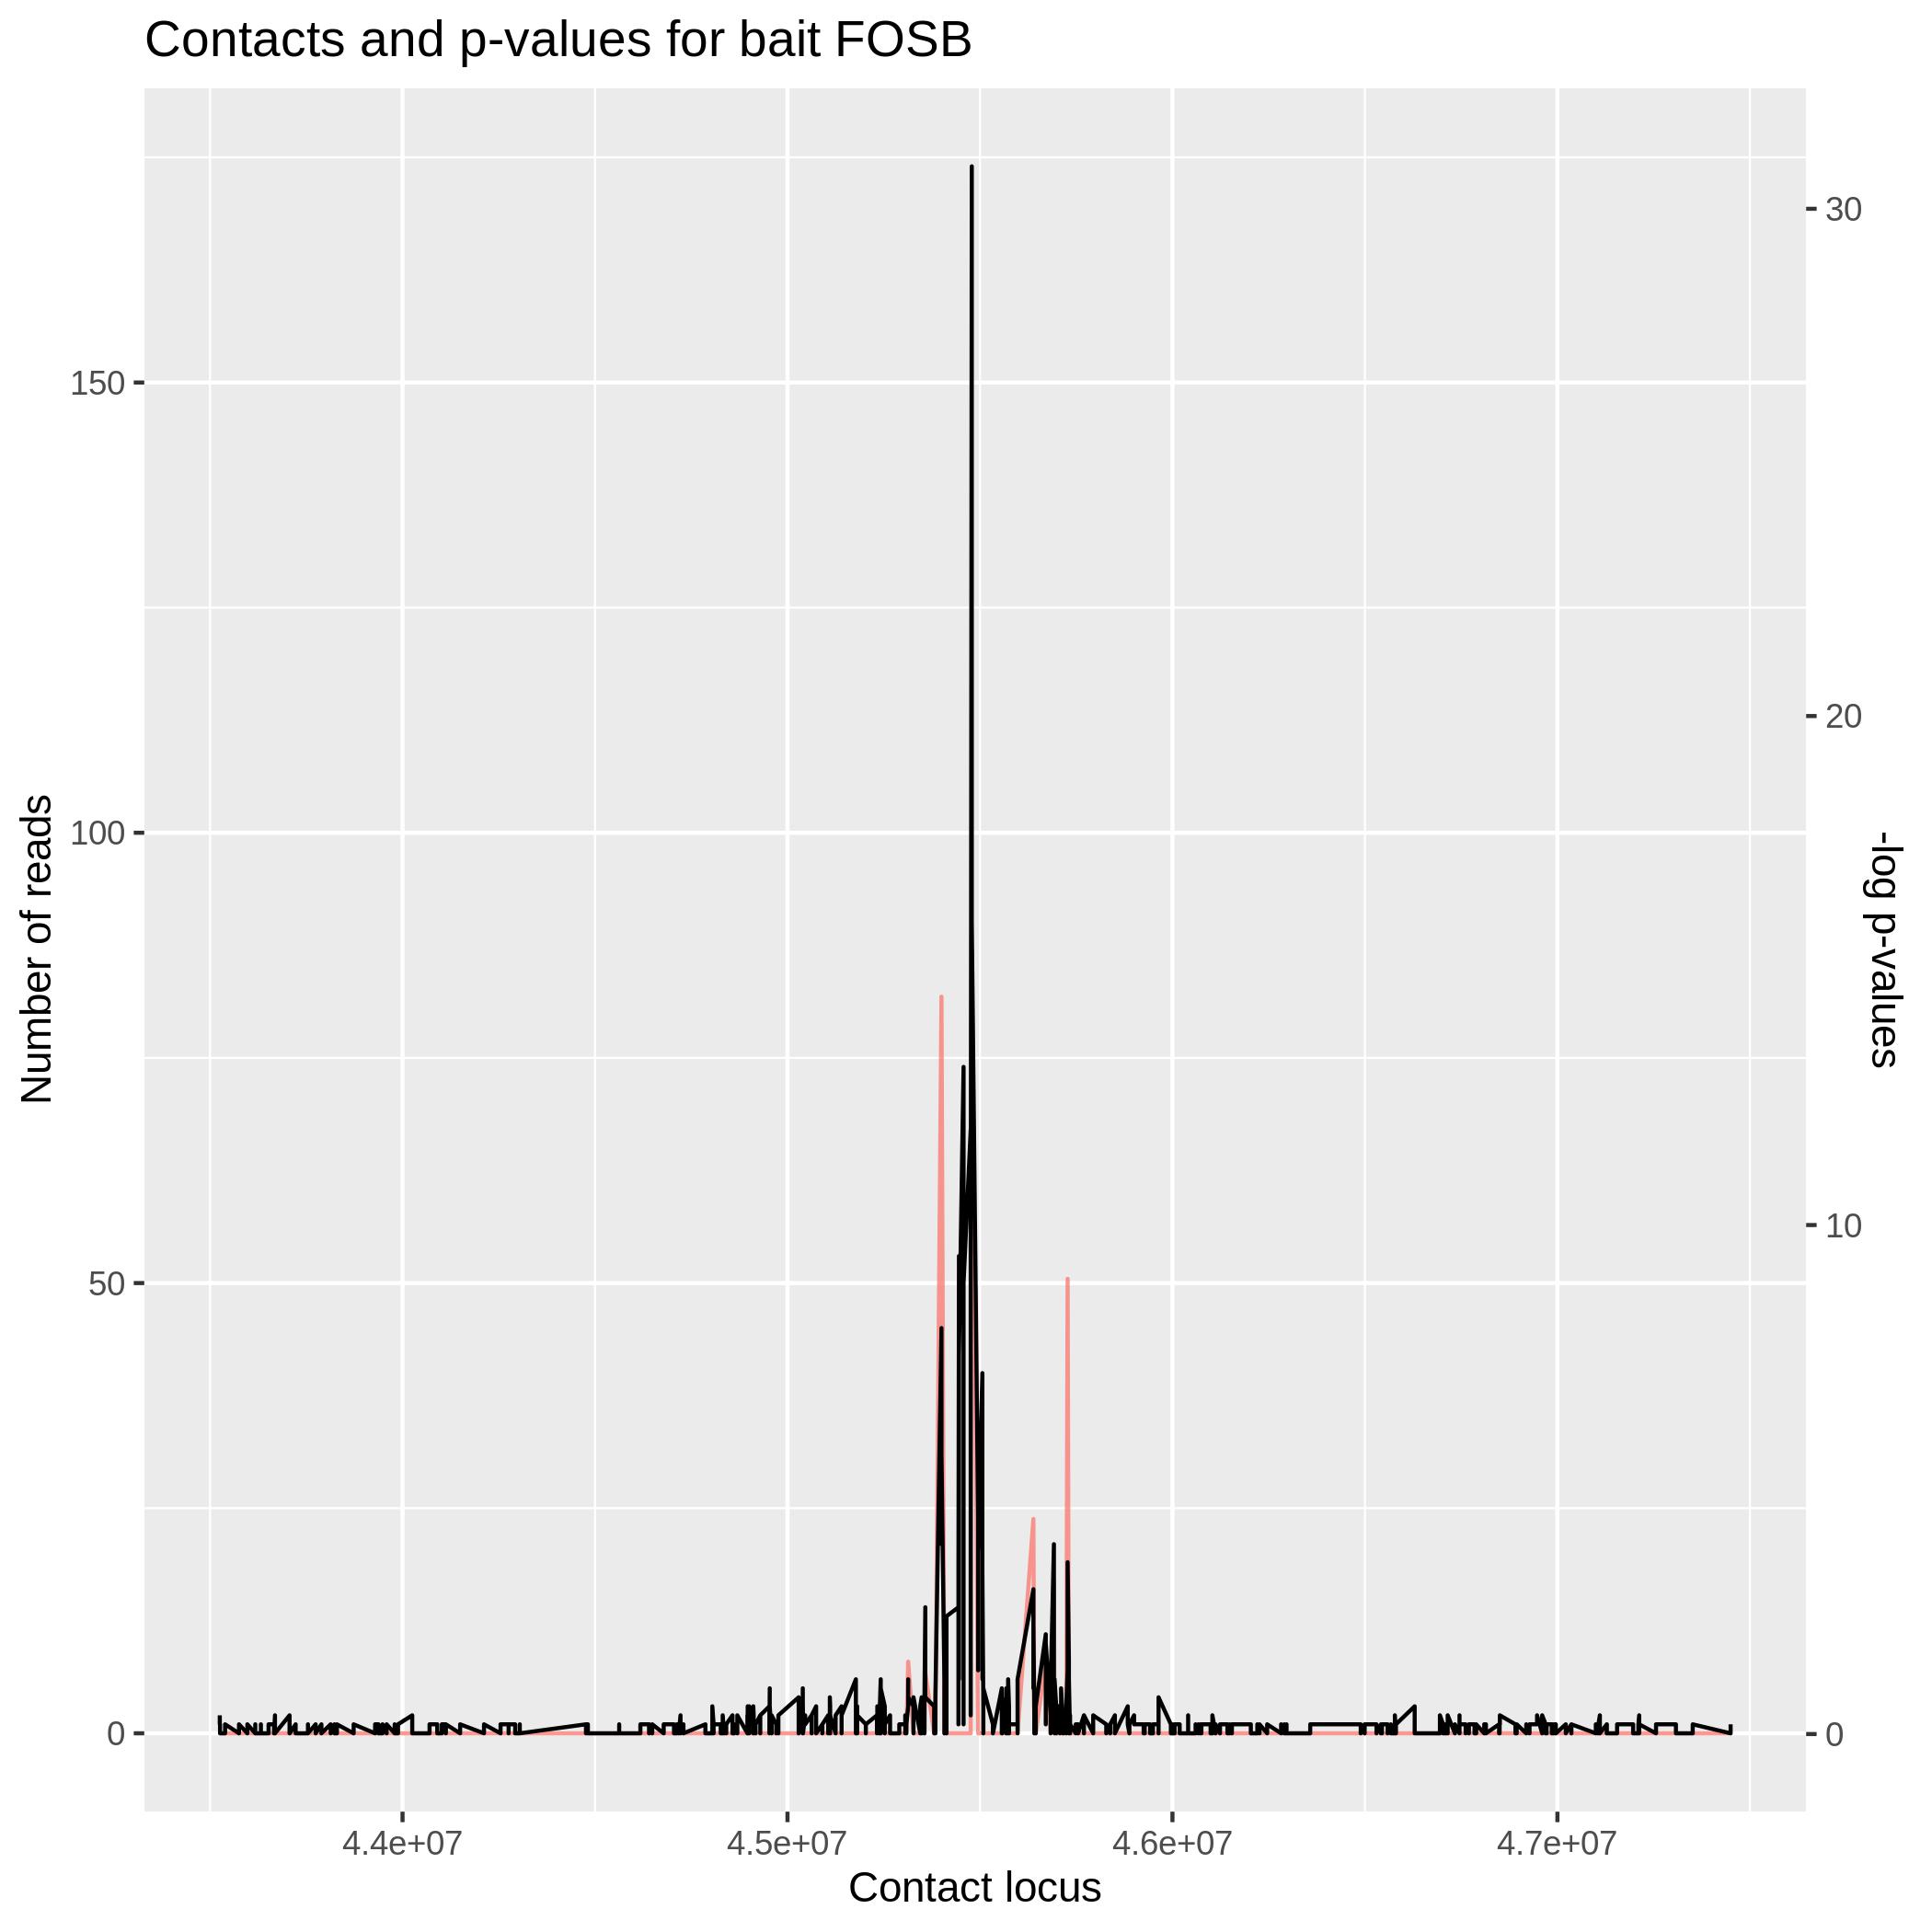 Contacts and p-values for bait FOSB
Number of reads
150
100
50
0
30
20
10
0
-log p-values
4.4e+07 4.5e+07 4.6e+07 4.7e+07
Contact locus